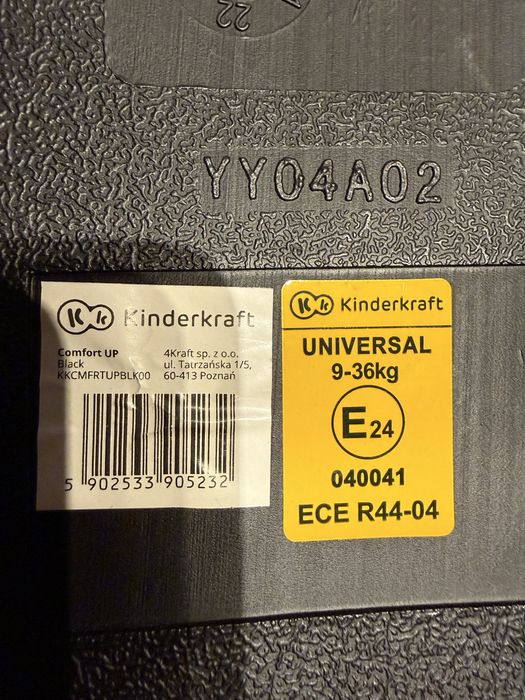 22
YY04A02
Kinderkraft
Comfort UP
Black
KKCMFRTUPBLK00
4Kraft sp. z o.o.
ul. Tatrzańska 1/5,
60-413 Poznań
5 902533 905232
Kinderkraft
UNIVERSAL
9-36kg
E24
040041
ECE R44-04